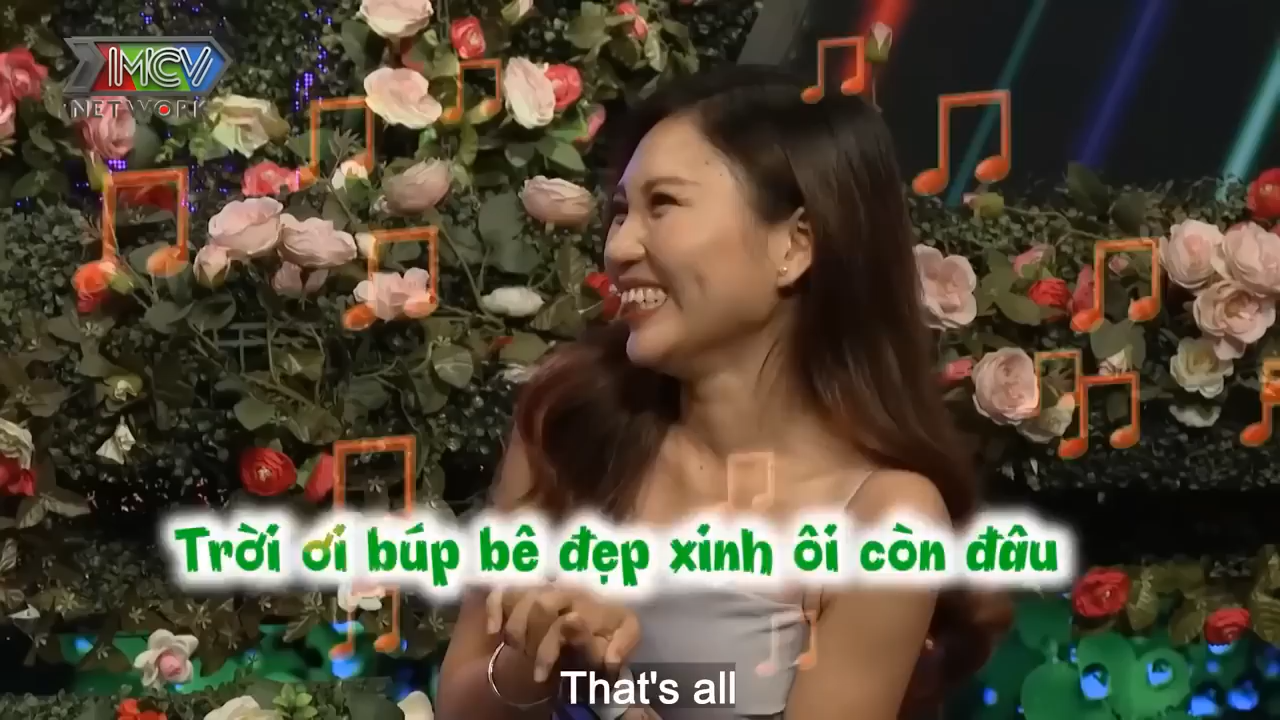 MCV
NETWORK
Trời ơi búp bê đẹp xinh ôi còn đâu
That's all